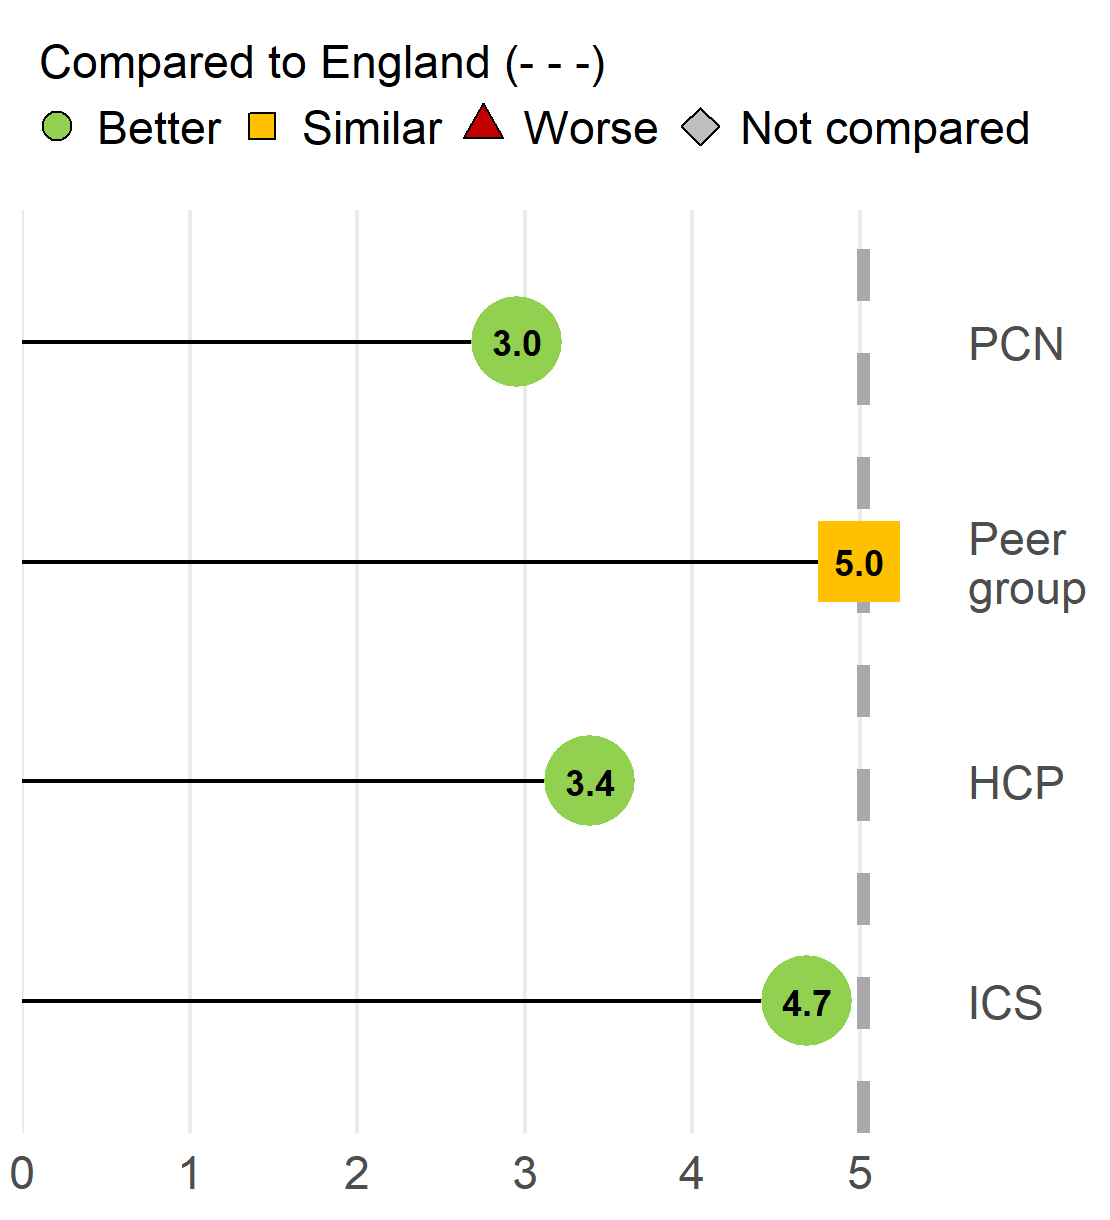 Compared to England (- - -)
Better Similar Worse Not compared
3.0 PCN
5.0 Peer
group
3.4 HCP
4.7 ICS
0 1 2 3 4 5